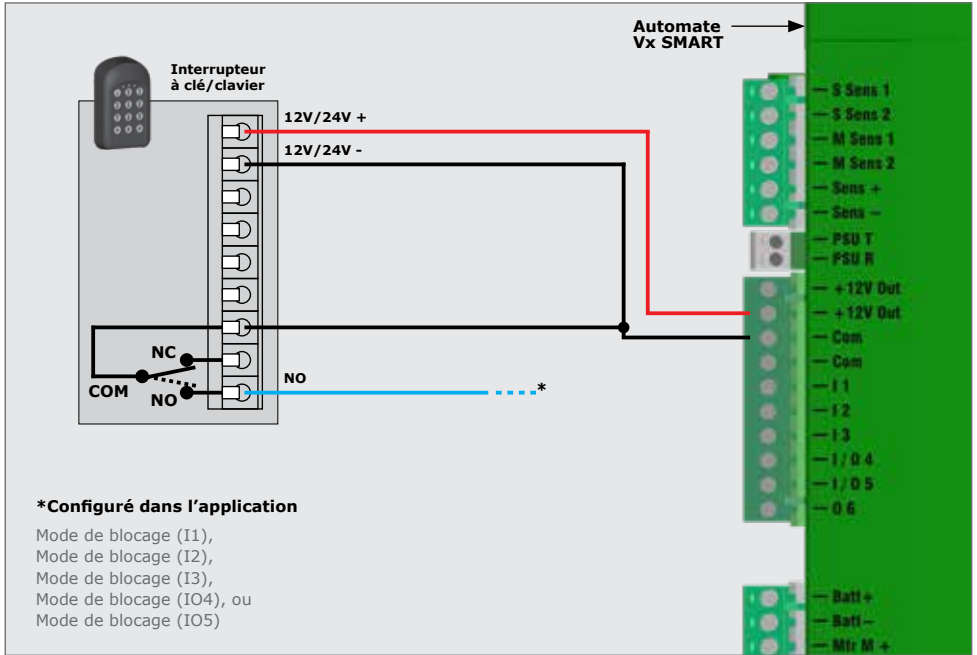 Automate
Vx SMART
Interrupteur
à clé/clavier
12V/24V +
12V/24V -
NC
COM
NO
NO
*
S Sens 1
S Sens 2
M Sens 1
M Sens 2
Sens +
Sens −
PSU T
PSU R
+12V Out
+12V Out
Com
Com
I 1
I 2
I 3
I / O 4
I / O 5
O 6
Batt+
Batt−
Mtr M +
*Configuré dans l’application
Mode de blocage (I1),
Mode de blocage (I2),
Mode de blocage (I3),
Mode de blocage (IO4), ou
Mode de blocage (IO5)